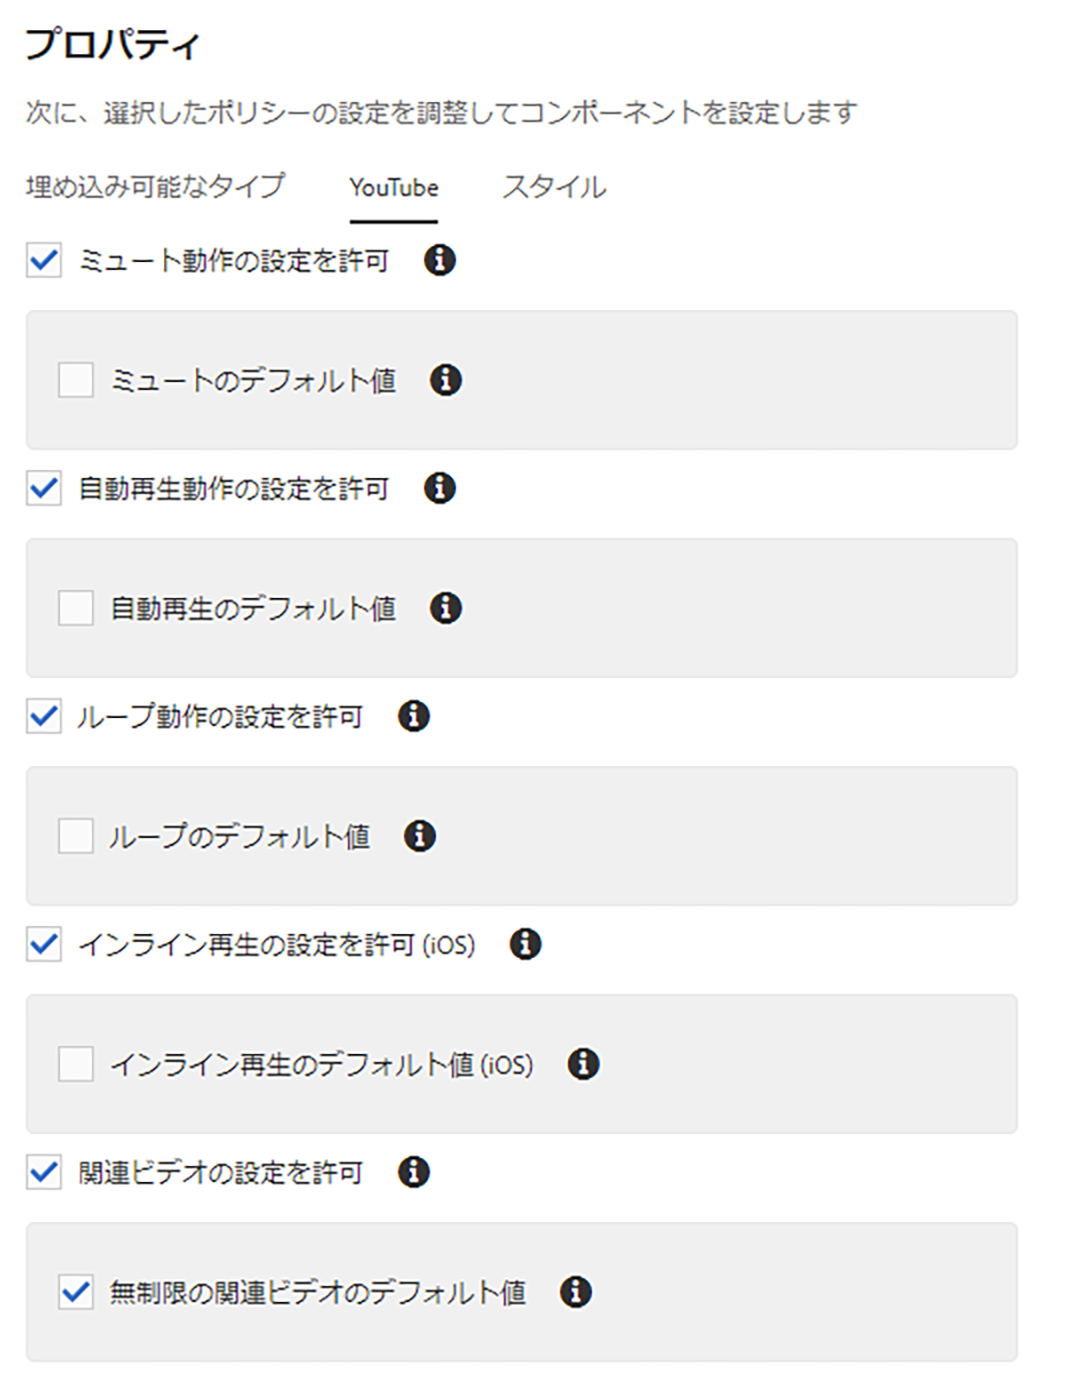 プロパティ
次に、選択したポリシーの設定を調整してコンポーネントを設定します
埋め込み可能なタイプ YouTube スタイル
ミュート動作の設定を許可
ミュートのデフォルト値
自動再生動作の設定を許可
自動再生のデフォルト値
ループ動作の設定を許可
ループのデフォルト値
インライン再生の設定を許可 (iOS)
インライン再生のデフォルト値 (iOS)
関連ビデオの設定を許可
無制限の関連ビデオのデフォルト値